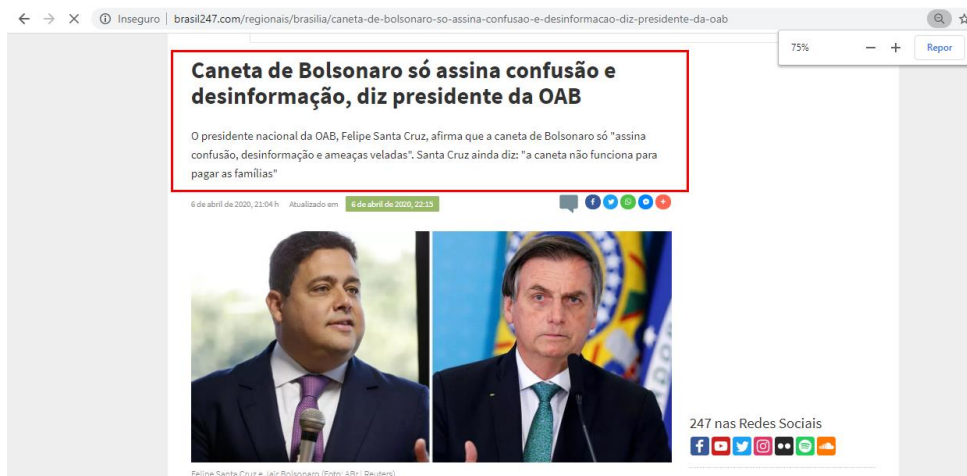 Inseguro | brasil247.com/regionais/brasilia/caneta-de-bolsonaro-so-assina-confusao-e-desinformacao-diz-presidente-da-oab
75% − + Repor
Caneta de Bolsonaro só assina confusão e
desinformação, diz presidente da OAB
O presidente nacional da OAB, Felipe Santa Cruz, afirma que a caneta de Bolsonaro só "assina
confusão, desinformação e ameaças veladas". Santa Cruz ainda diz: "a caneta não funciona para
pagar as famílias"
6 de abril de 2020, 21:04 h Atualizado em 6 de abril de 2020, 22:15
247 nas Redes Sociais
Felipe Santa Cruz e Jair Bolsonaro (Foto: ABr | Reuters)